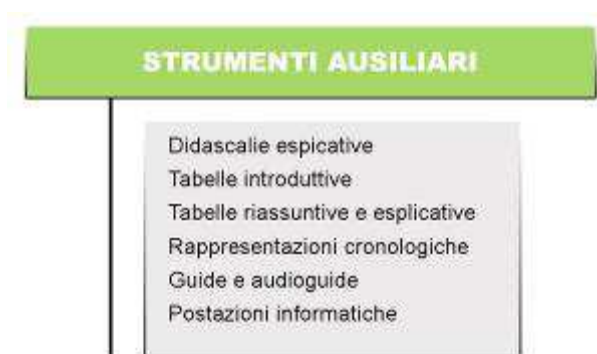 STRUMENTI AUSILIARI
Didascalie espicative
Tabelle introduttive
Tabelle riassuntive e esplicative
Rappresentazioni cronologiche
Guide e audioguide
Postazioni informatiche